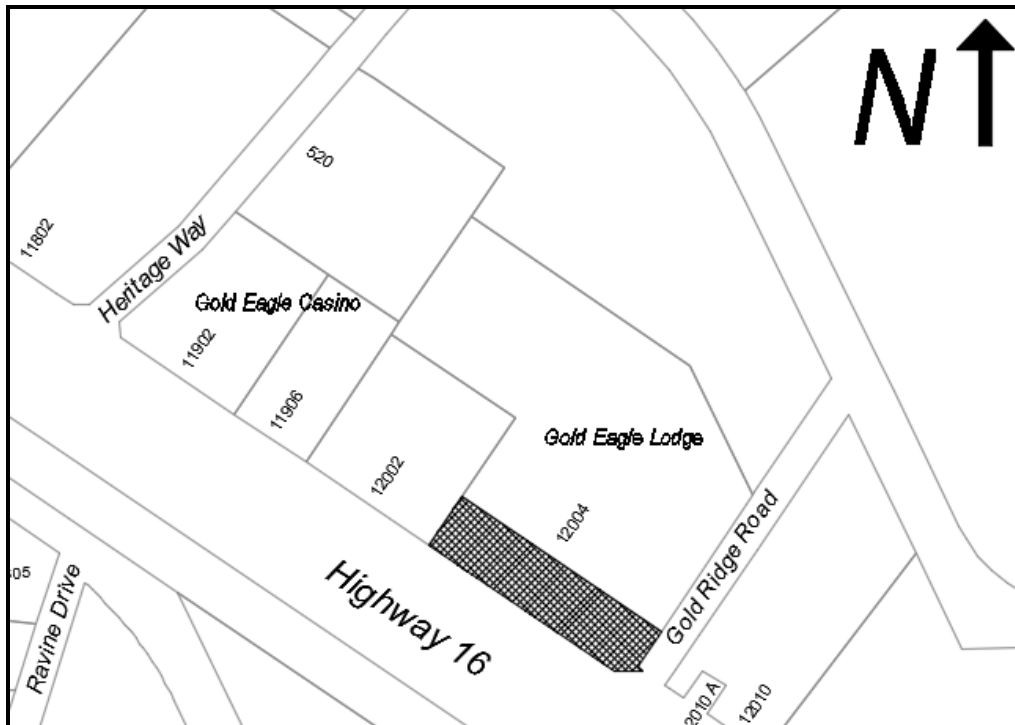 N
520
11802
Heritage Way
Gold Eagle Casino
11902
11906
12002
Gold Eagle Lodge
12004
Gold Ridge Road
Highway 16
Ravine Drive
12010